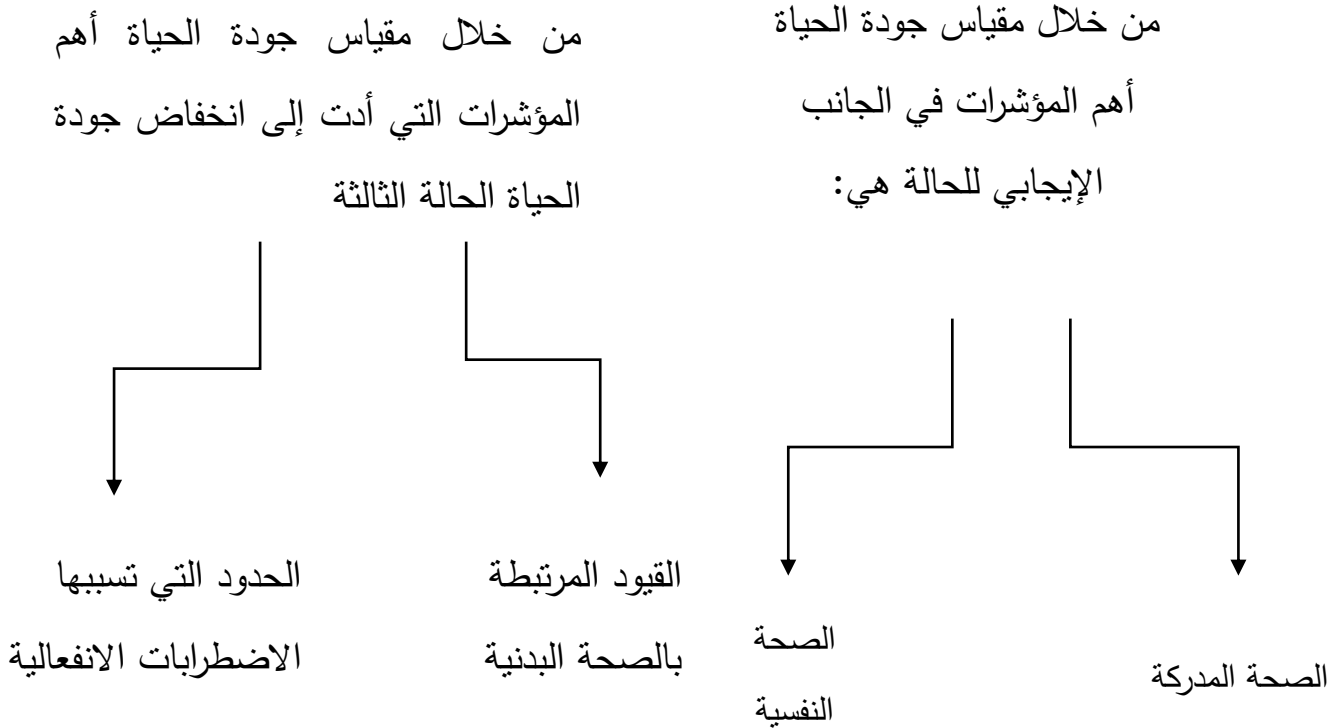 من خلال مقياس جودة الحياة
أهم المؤشرات في الجانب
الإيجابي للحالة هي:
الصحة المدركة
الصحة
النفسية
من خلال مقياس جودة الحياة أهم
المؤشرات التي أدت إلى انخفاض جودة
الحياة الحالة الثالثة
القيود المرتبطة
بالصحة البدنية
الحدود التي تسببها
الاضطرابات الانفعالية